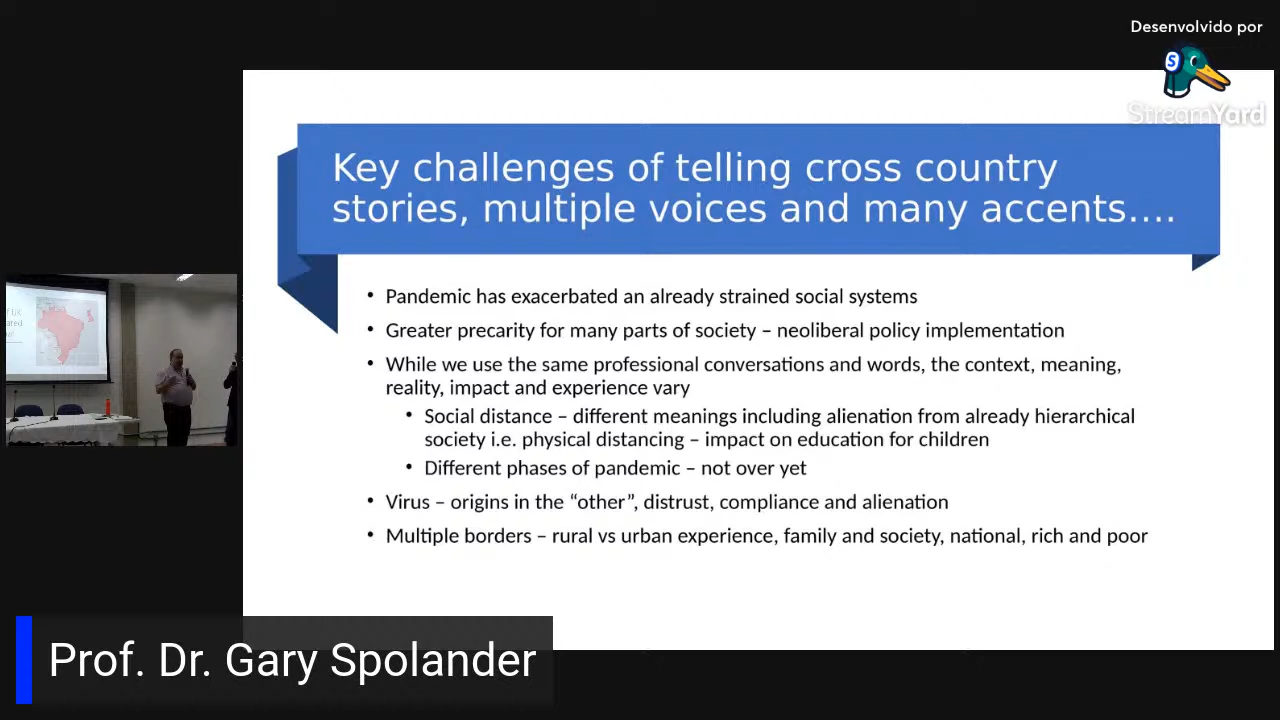 Desenvolvido por
S
StreamYard
Key challenges of telling cross country
stories, multiple voices and many accents....
• Pandemic has exacerbated an already strained social systems
• Greater precarity for many parts of society – neoliberal policy implementation
• While we use the same professional conversations and words, the context, meaning,
reality, impact and experience vary
• Social distance – different meanings including alienation from already hierarchical
society i.e. physical distancing – impact on education for children
• Different phases of pandemic – not over yet
• Virus – origins in the “other”, distrust, compliance and alienation
• Multiple borders – rural vs urban experience, family and society, national, rich and poor
Prof. Dr. Gary Spolander